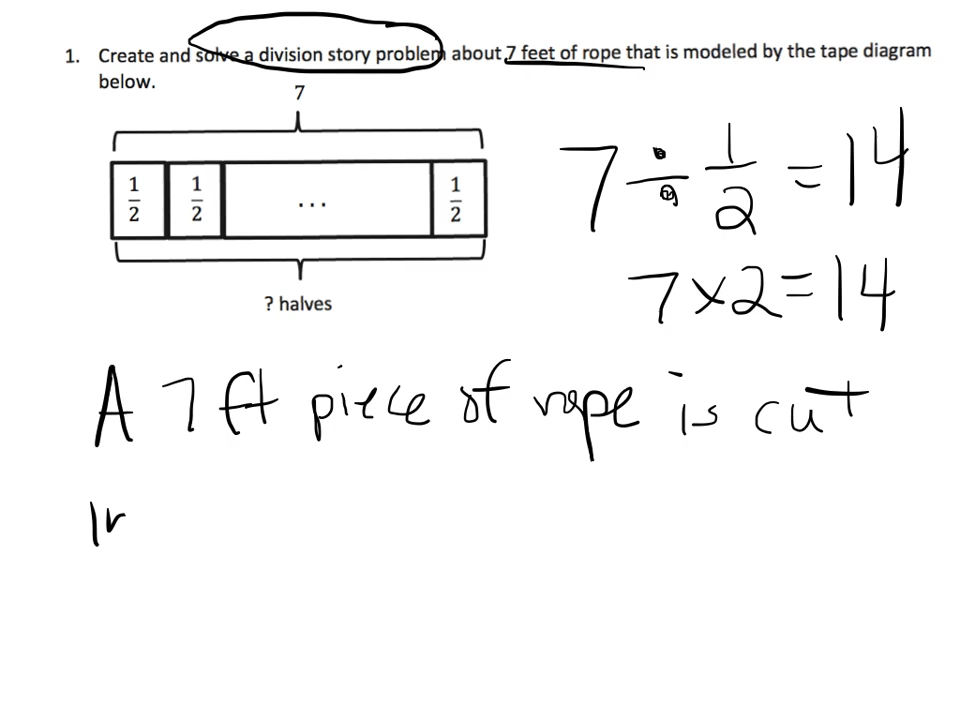 1. Create and solve a division story problem about 7 feet of rope that is modeled by the tape diagram
below.
7
1/2 1/2 ... 1/2
? halves
7 ÷ 1/2 = 14
7 x 2 = 14
A 7 ft piece of rope is cut